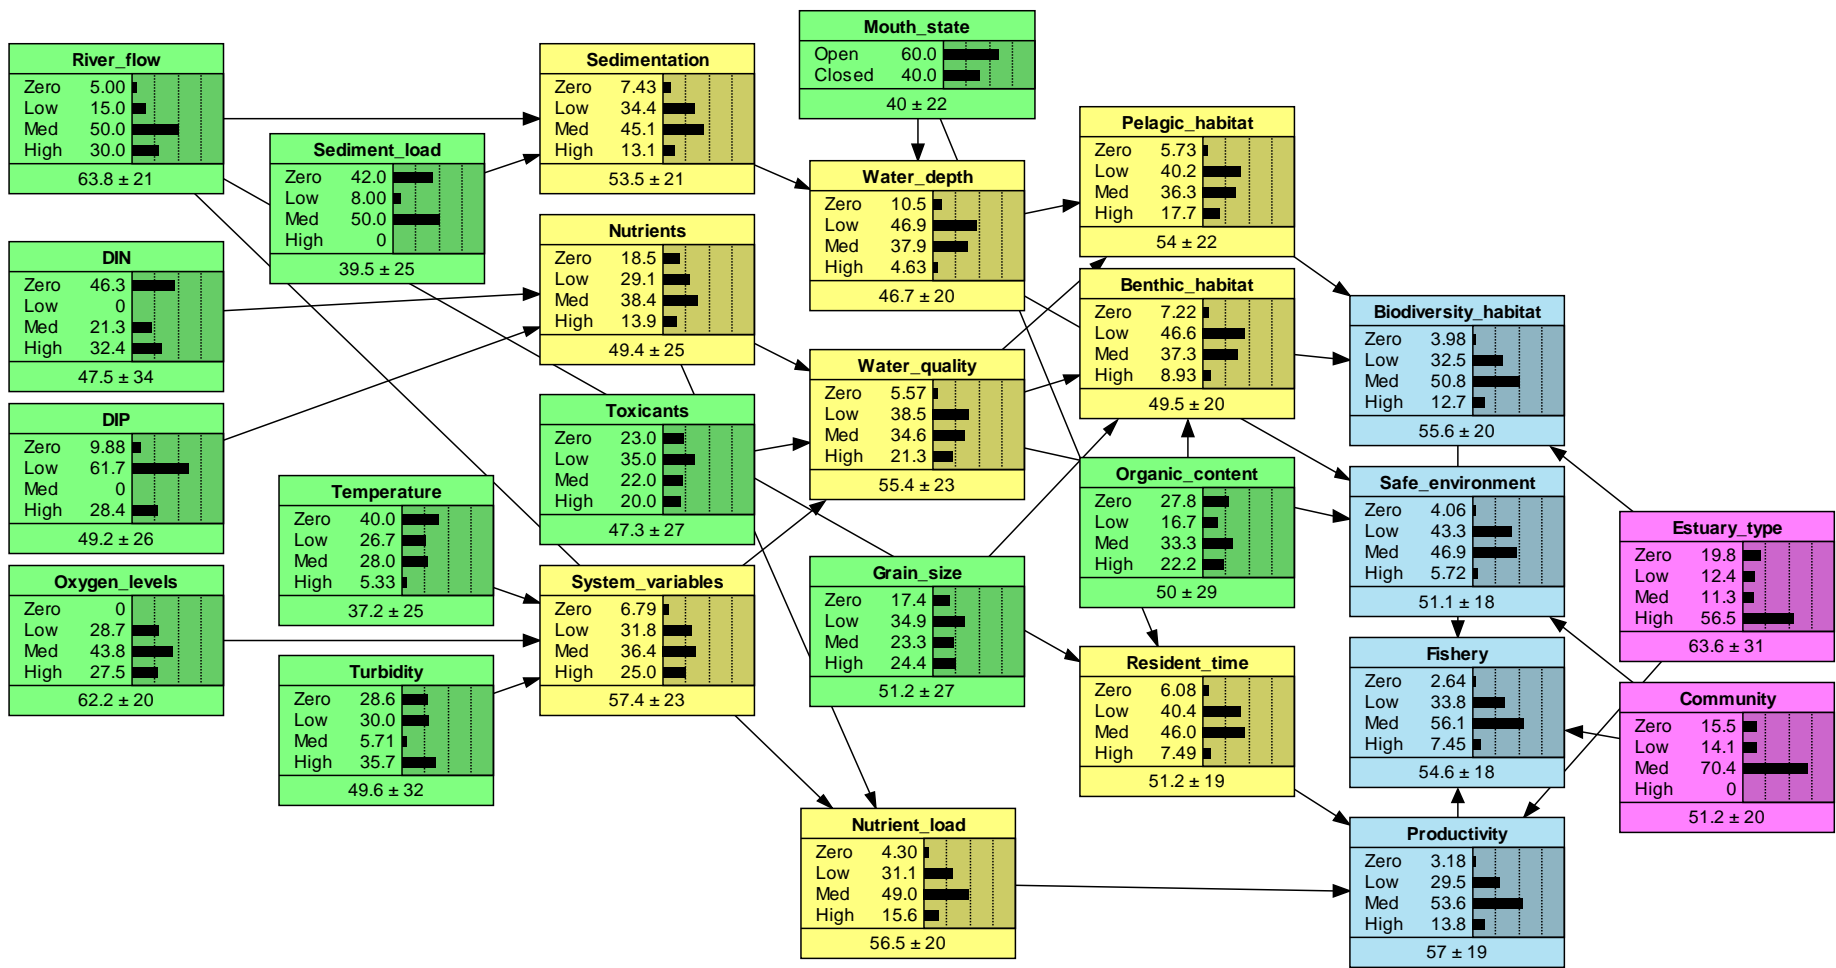 River_flow
Zero 5.00
Low 15.0
Med 50.0
High 30.0
63.8 ± 21
DIN
Zero 46.3
Low 0
Med 21.3
High 32.4
47.5 ± 34
DIP
Zero 9.88
Low 61.7
Med 0
High 28.4
49.2 ± 26
Oxygen_levels
Zero 0
Low 28.7
Med 43.8
High 27.5
62.2 ± 20
Sediment_load
Zero 42.0
Low 8.00
Med 50.0
High 0
39.5 ± 25
Temperature
Zero 40.0
Low 26.7
Med 28.0
High 5.33
37.2 ± 25
Turbidity
Zero 28.6
Low 30.0
Med 5.71
High 35.7
49.6 ± 32
Sedimentation
Zero 7.43
Low 34.4
Med 45.1
High 13.1
53.5 ± 21
Nutrients
Zero 18.5
Low 29.1
Med 38.4
High 13.9
49.4 ± 25
Toxicants
Zero 23.0
Low 35.0
Med 22.0
High 20.0
47.3 ± 27
System_variables
Zero 6.79
Low 31.8
Med 36.4
High 25.0
57.4 ± 23
Mouth_state
Open 60.0
Closed 40.0
40 ± 22
Water_depth
Zero 10.5
Low 46.9
Med 37.9
High 4.63
46.7 ± 20
Water_quality
Zero 5.57
Low 38.5
Med 34.6
High 21.3
55.4 ± 23
Grain_size
Zero 17.4
Low 34.9
Med 23.3
High 24.4
51.2 ± 27
Nutrient_load
Zero 4.30
Low 31.1
Med 49.0
High 15.6
56.5 ± 20
Pelagic_habitat
Zero 5.73
Low 40.2
Med 36.3
High 17.7
54 ± 22
Benthic_habitat
Zero 7.22
Low 46.6
Med 37.3
High 8.93
49.5 ± 20
Organic_content
Zero 27.8
Low 16.7
Med 33.3
High 22.2
50 ± 29
Resident_time
Zero 6.08
Low 40.4
Med 46.0
High 7.49
51.2 ± 19
Biodiversity_habitat
Zero 3.98
Low 32.5
Med 50.8
High 12.7
55.6 ± 20
Safe_environment
Zero 4.06
Low 43.3
Med 46.9
High 5.72
51.1 ± 18
Fishery
Zero 2.64
Low 33.8
Med 56.1
High 7.45
54.6 ± 18
Productivity
Zero 3.18
Low 29.5
Med 53.6
High 13.8
57 ± 19
Estuary_type
Zero 19.8
Low 12.4
Med 11.3
High 56.5
63.6 ± 31
Community
Zero 15.5
Low 14.1
Med 70.4
High 0
51.2 ± 20